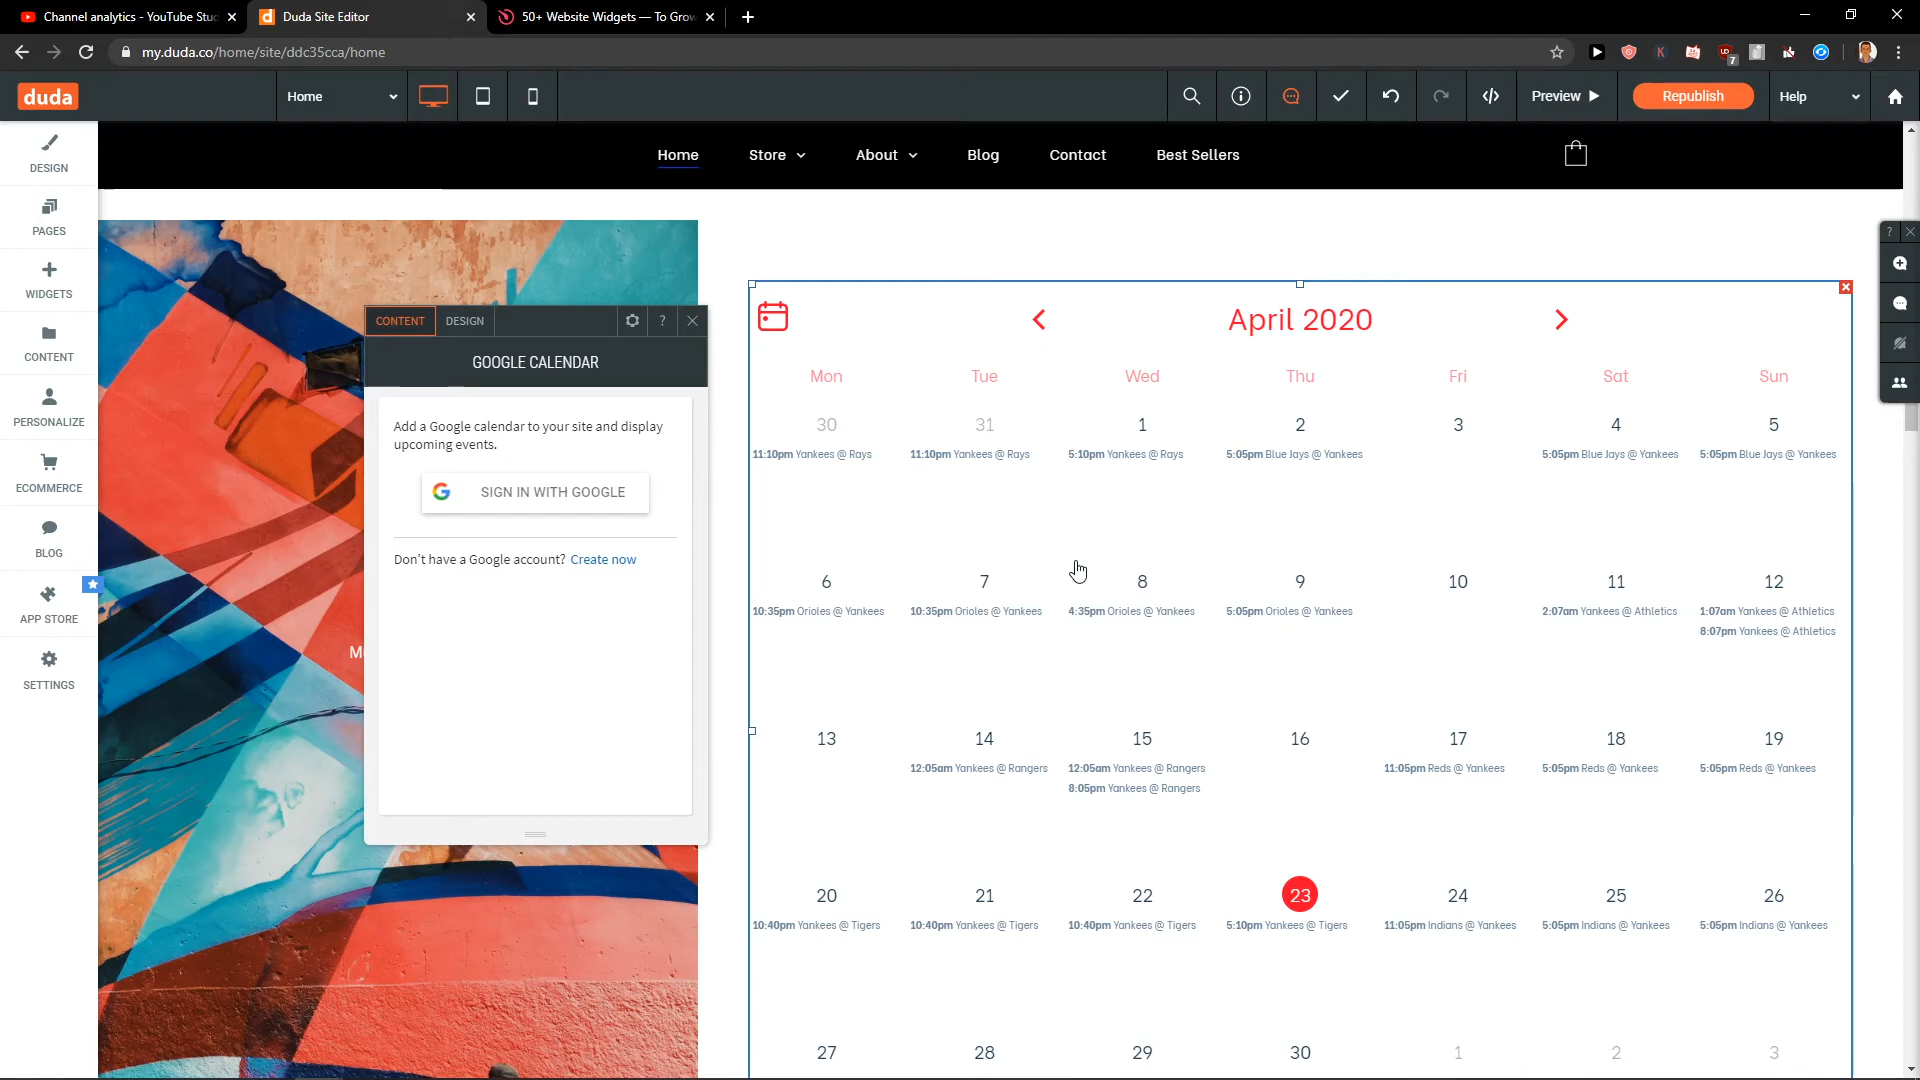 Channel analytics - YouTube Stud
Duda Site Editor
50+ Website Widgets — To Grow
my.duda.co/home/site/ddc35cca/home
7
duda
Home
Preview
Republish
Help
Home
Store
About
Blog
Contact
Best Sellers
DESIGN
PAGES
WIDGETS
CONTENT
PERSONALIZE
ECOMMERCE
BLOG
APP STORE
SETTINGS
CONTENT
DESIGN
?
GOOGLE CALENDAR
Add a Google calendar to your site and display
upcoming events.
SIGN IN WITH GOOGLE
Don't have a Google account? Create now
?
April 2020
Mon Tue Wed Thu Fri Sat Sun
30 31 1 2 3 4 5
11:10pm Yankees @ Rays 11:10pm Yankees @ Rays 5:10pm Yankees @ Rays 5:05pm Blue Jays @ Yankees 5:05pm Blue Jays @ Yankees 5:05pm Blue Jays @ Yankees
6 7 8 9 10 11 12
10:35pm Orioles @ Yankees 10:35pm Orioles @ Yankees 4:35pm Orioles @ Yankees 5:05pm Orioles @ Yankees 2:07am Yankees @ Athletics 1:07am Yankees @ Athletics
8:07pm Yankees @ Athletics
13 14 15 16 17 18 19
12:05am Yankees @ Rangers 12:05am Yankees @ Rangers 11:05pm Reds @ Yankees 5:05pm Reds @ Yankees 5:05pm Reds @ Yankees
8:05pm Yankees @ Rangers
20 21 22 23 24 25 26
10:40pm Yankees @ Tigers 10:40pm Yankees @ Tigers 10:40pm Yankees @ Tigers 5:10pm Yankees @ Tigers 11:05pm Indians @ Yankees 5:05pm Indians @ Yankees 5:05pm Indians @ Yankees
27 28 29 30 1 2 3